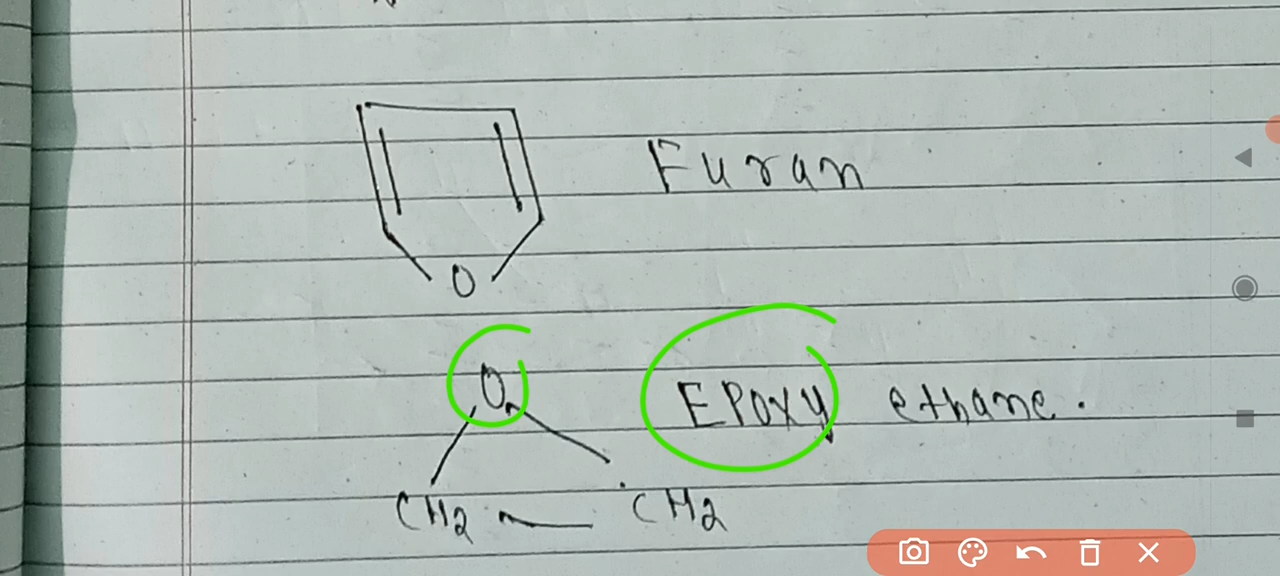 Furan
O
O
EPoxy ethane.
CH2 — CH2